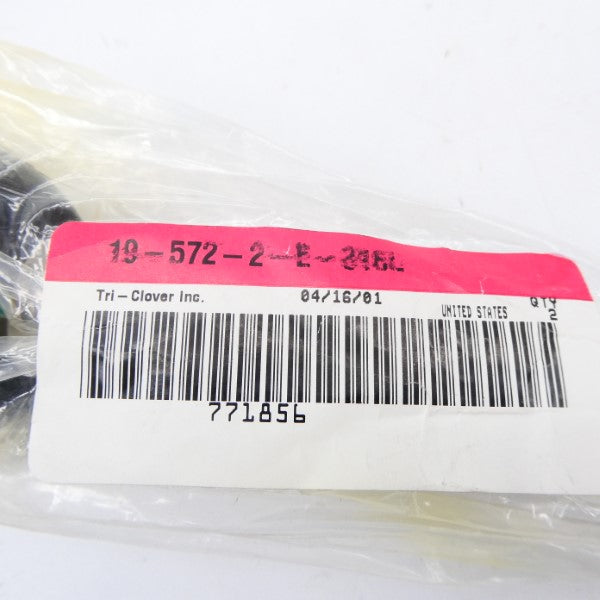 19-572-2-E-316L
Tri-Clover Inc. 04/16/01 UNITED STATES QTY
2
771856